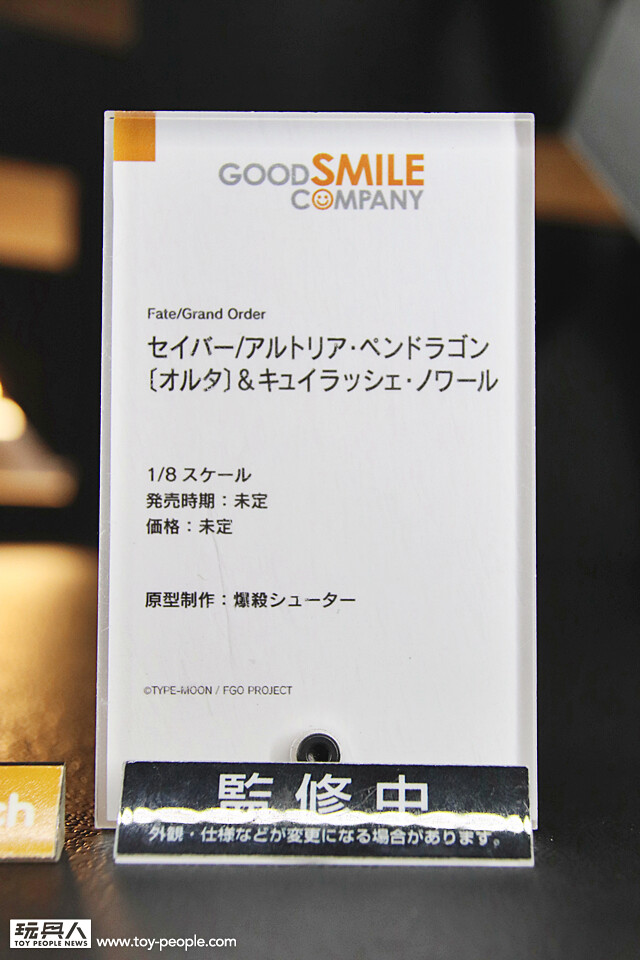 GOODSMILE
COMPANY
Fate/Grand Order
セイバー/アルトリア・ペンドラゴン
〔オルタ〕&キュイラッシェ・ノワール
1/8 スケール
発売時期：未定
価格：未定
原型制作：爆殺シューター
©TYPE-MOON / FGO PROJECT
監修中
外観・仕様などが変更になる場合があります。
ch
玩具人
TOY PEOPLE NEWS
www.toy-people.com